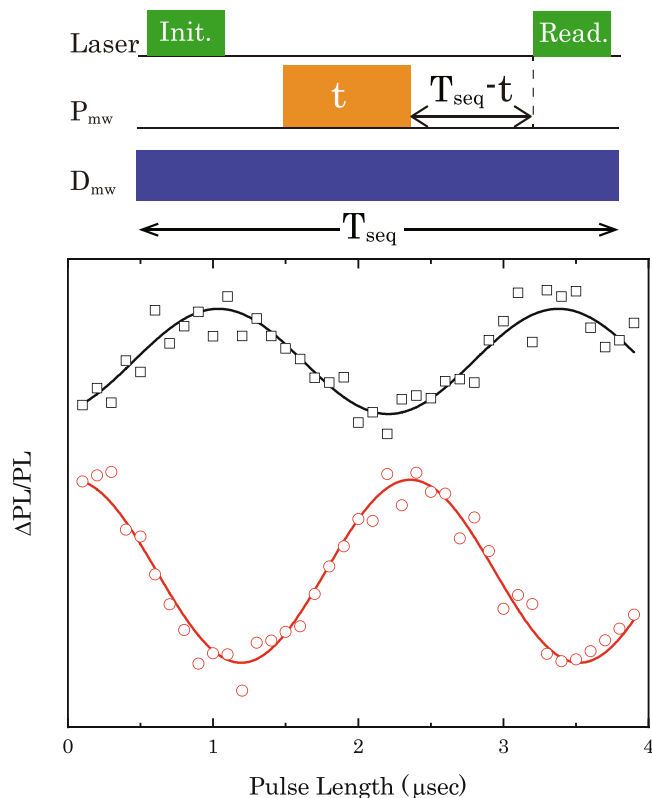 Laser Init. Read.
P_mw t T_seq-t
D_mw
T_seq
ΔPL/PL
0 1 2 3 4
Pulse Length (μsec)